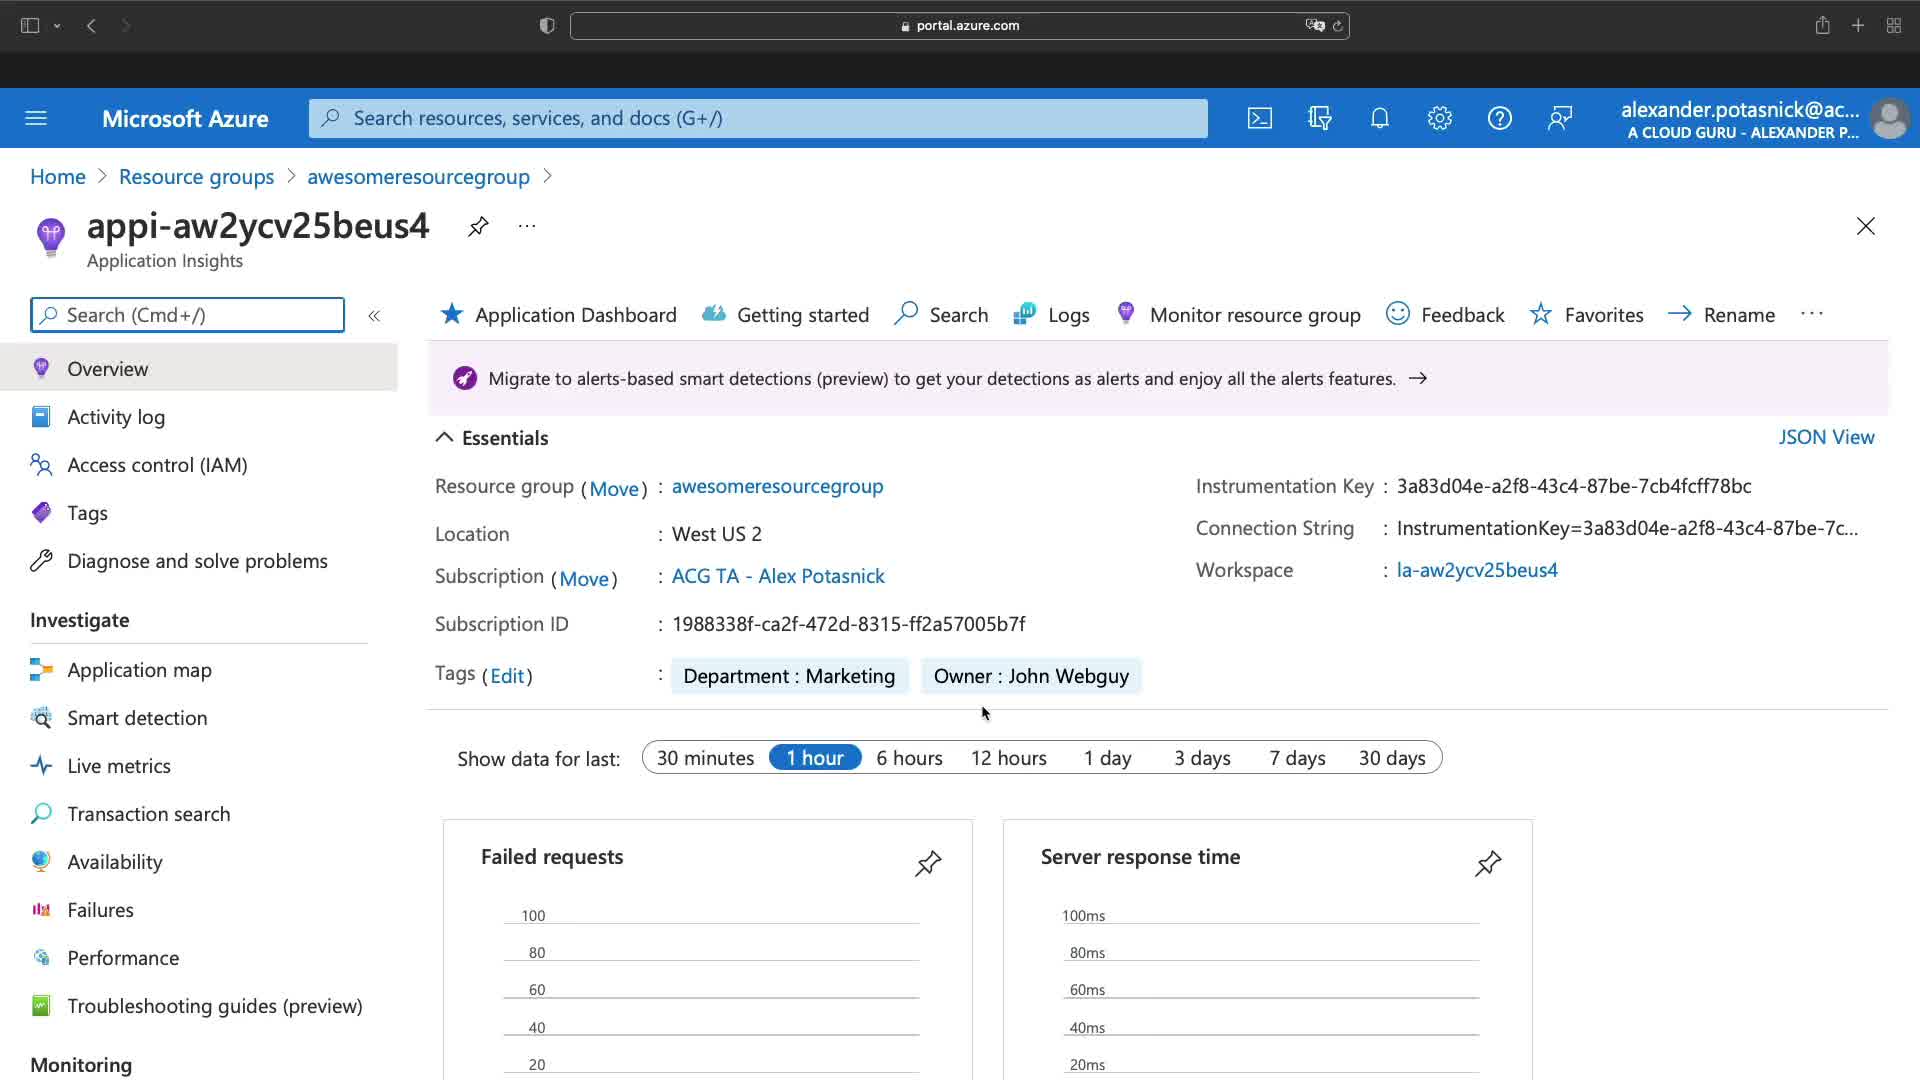 portal.azure.com
Microsoft Azure
Search resources, services, and docs (G+/)
alexander.potasnick@ac...
A CLOUD GURU - ALEXANDER P...
Home > Resource groups > awesomeresourcegroup >
appi-aw2ycv25beus4
Application Insights
Search (Cmd+/)
Overview
Activity log
Access control (IAM)
Tags
Diagnose and solve problems
Investigate
Application map
Smart detection
Live metrics
Transaction search
Availability
Failures
Performance
Troubleshooting guides (preview)
Monitoring
Application Dashboard Getting started Search Logs Monitor resource group Feedback Favorites Rename ...
Migrate to alerts-based smart detections (preview) to get your detections as alerts and enjoy all the alerts features. →
Essentials
JSON View
Resource group (Move) : awesomeresourcegroup
Location : West US 2
Subscription (Move) : ACG TA - Alex Potasnick
Subscription ID : 1988338f-ca2f-472d-8315-ff2a57005b7f
Tags (Edit) : Department : Marketing Owner : John Webguy
Instrumentation Key : 3a83d04e-a2f8-43c4-87be-7cb4fcff78bc
Connection String : InstrumentationKey=3a83d04e-a2f8-43c4-87be-7c...
Workspace : la-aw2ycv25beus4
Show data for last: 30 minutes 1 hour 6 hours 12 hours 1 day 3 days 7 days 30 days
Failed requests
100
80
60
40
20
Server response time
100ms
80ms
60ms
40ms
20ms